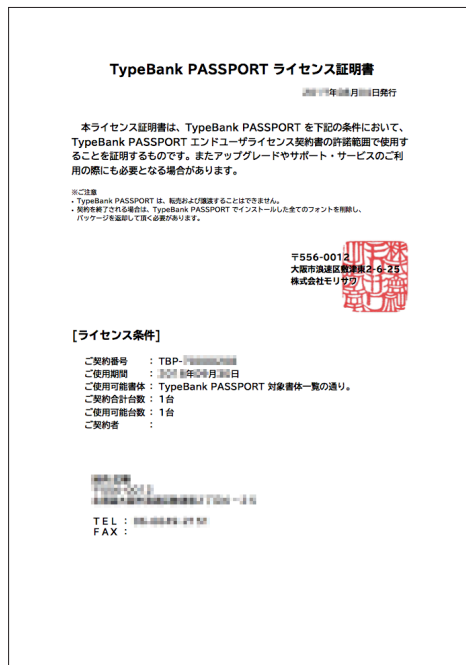 TypeBank PASSPORT ライセンス証明書
年 月 日発行
本ライセンス証明書は、TypeBank PASSPORT を下記の条件において、
TypeBank PASSPORT エンドユーザライセンス契約書の許諾範囲で使用す
ることを証明するものです。またアップグレードやサポート・サービスのご利
用の際にも必要となる場合があります。
※ご注意
・TypeBank PASSPORT は、転売および譲渡することはできません。
・契約を終了される場合は、TypeBank PASSPORT でインストールした全てのフォントを削除し、
パッケージを返却して頂く必要があります。
〒556-0012
大阪市浪速区敷津東2-6-25
株式会社モリサワ
[ライセンス条件]
ご契約番号 : TBP-
ご使用期間 : 年 月 日
ご使用可能書体 : TypeBank PASSPORT 対象書体一覧の通り。
ご契約合計台数 : 1台
ご使用可能台数 : 1台
ご契約者 :
TEL :
FAX :